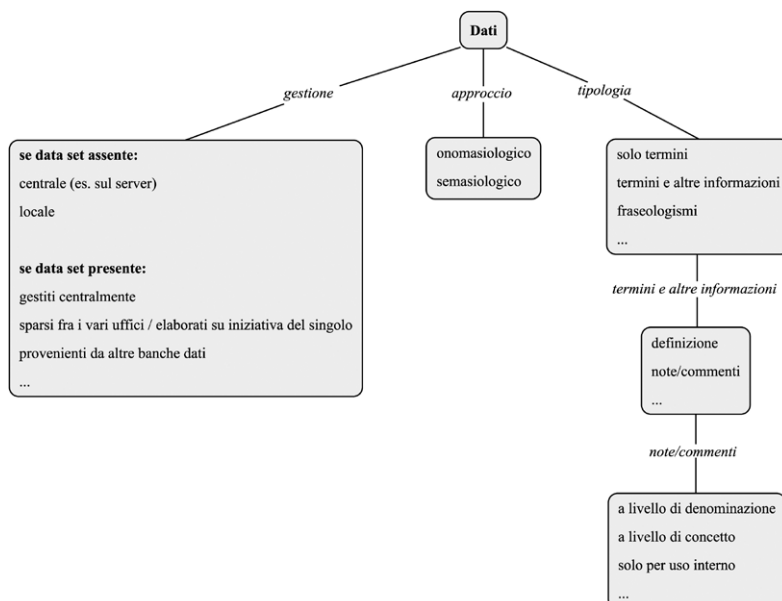 Dati
gestione
approccio
tipologia
se data set assente:
centrale (es. sul server)
locale
se data set presente:
gestiti centralmente
sparsi fra i vari uffici / elaborati su iniziativa del singolo
provenienti da altre banche dati
...
onomasiologico
semasiologico
solo termini
termini e altre informazioni
fraseologismi
...
termini e altre informazioni
definizione
note/commenti
...
note/commenti
a livello di denominazione
a livello di concetto
solo per uso interno
...